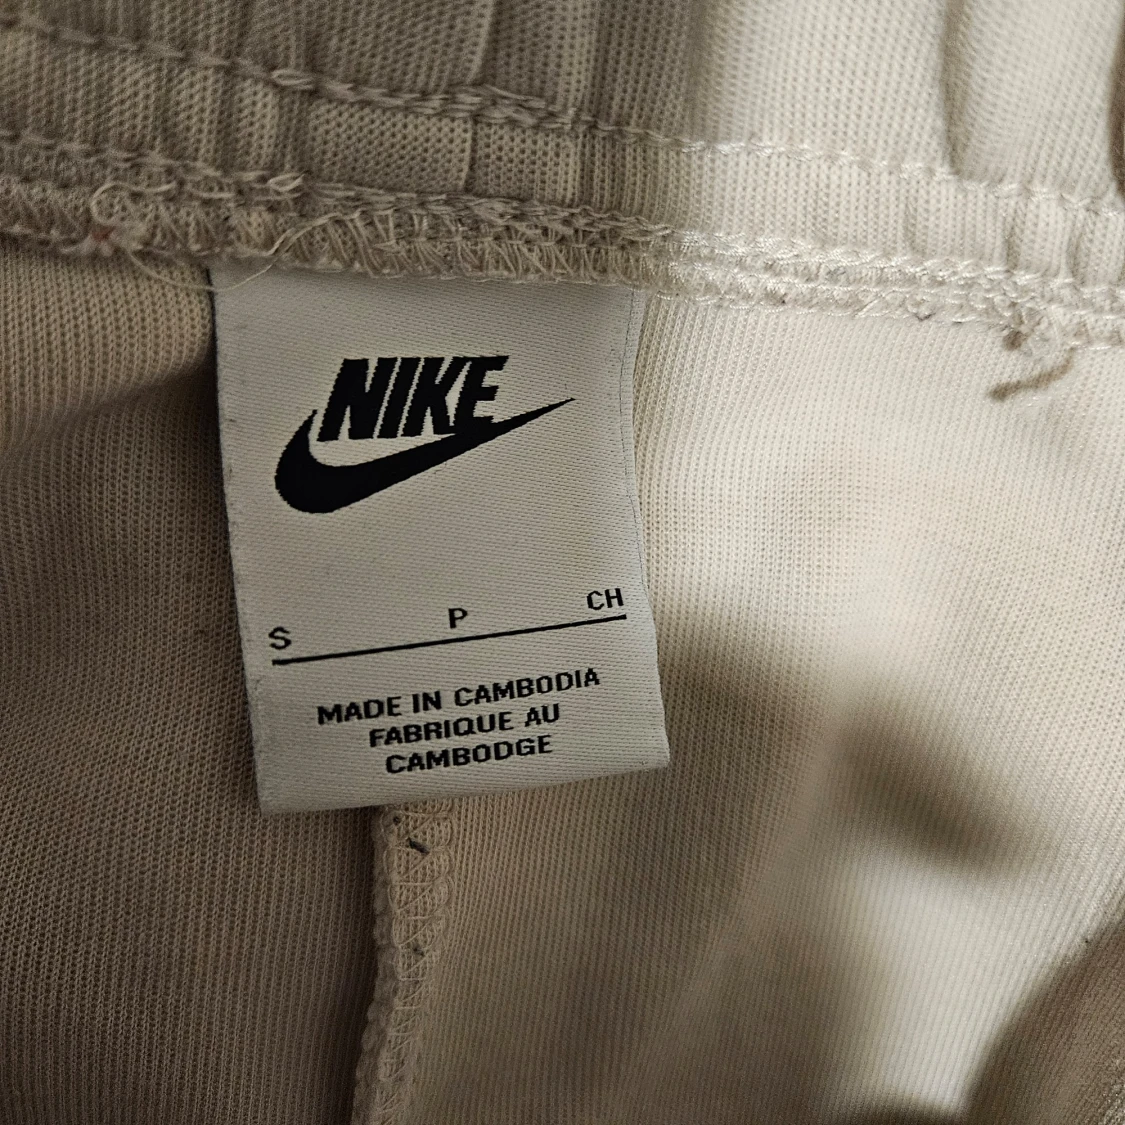 NIKE
S P CH
MADE IN CAMBODIA
FABRIQUE AU
CAMBODGE